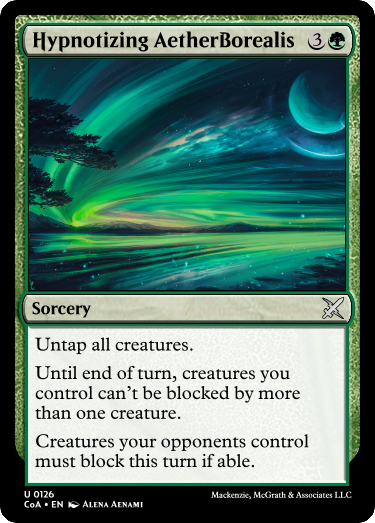 Hypnotizing AetherBorealis 3
Sorcery
Untap all creatures.
Until end of turn, creatures you
control can't be blocked by more
than one creature.
Creatures your opponents control
must block this turn if able.
U 0126
CoA • EN Alena Aenami
Mackenzie, McGrath & Associates LLC